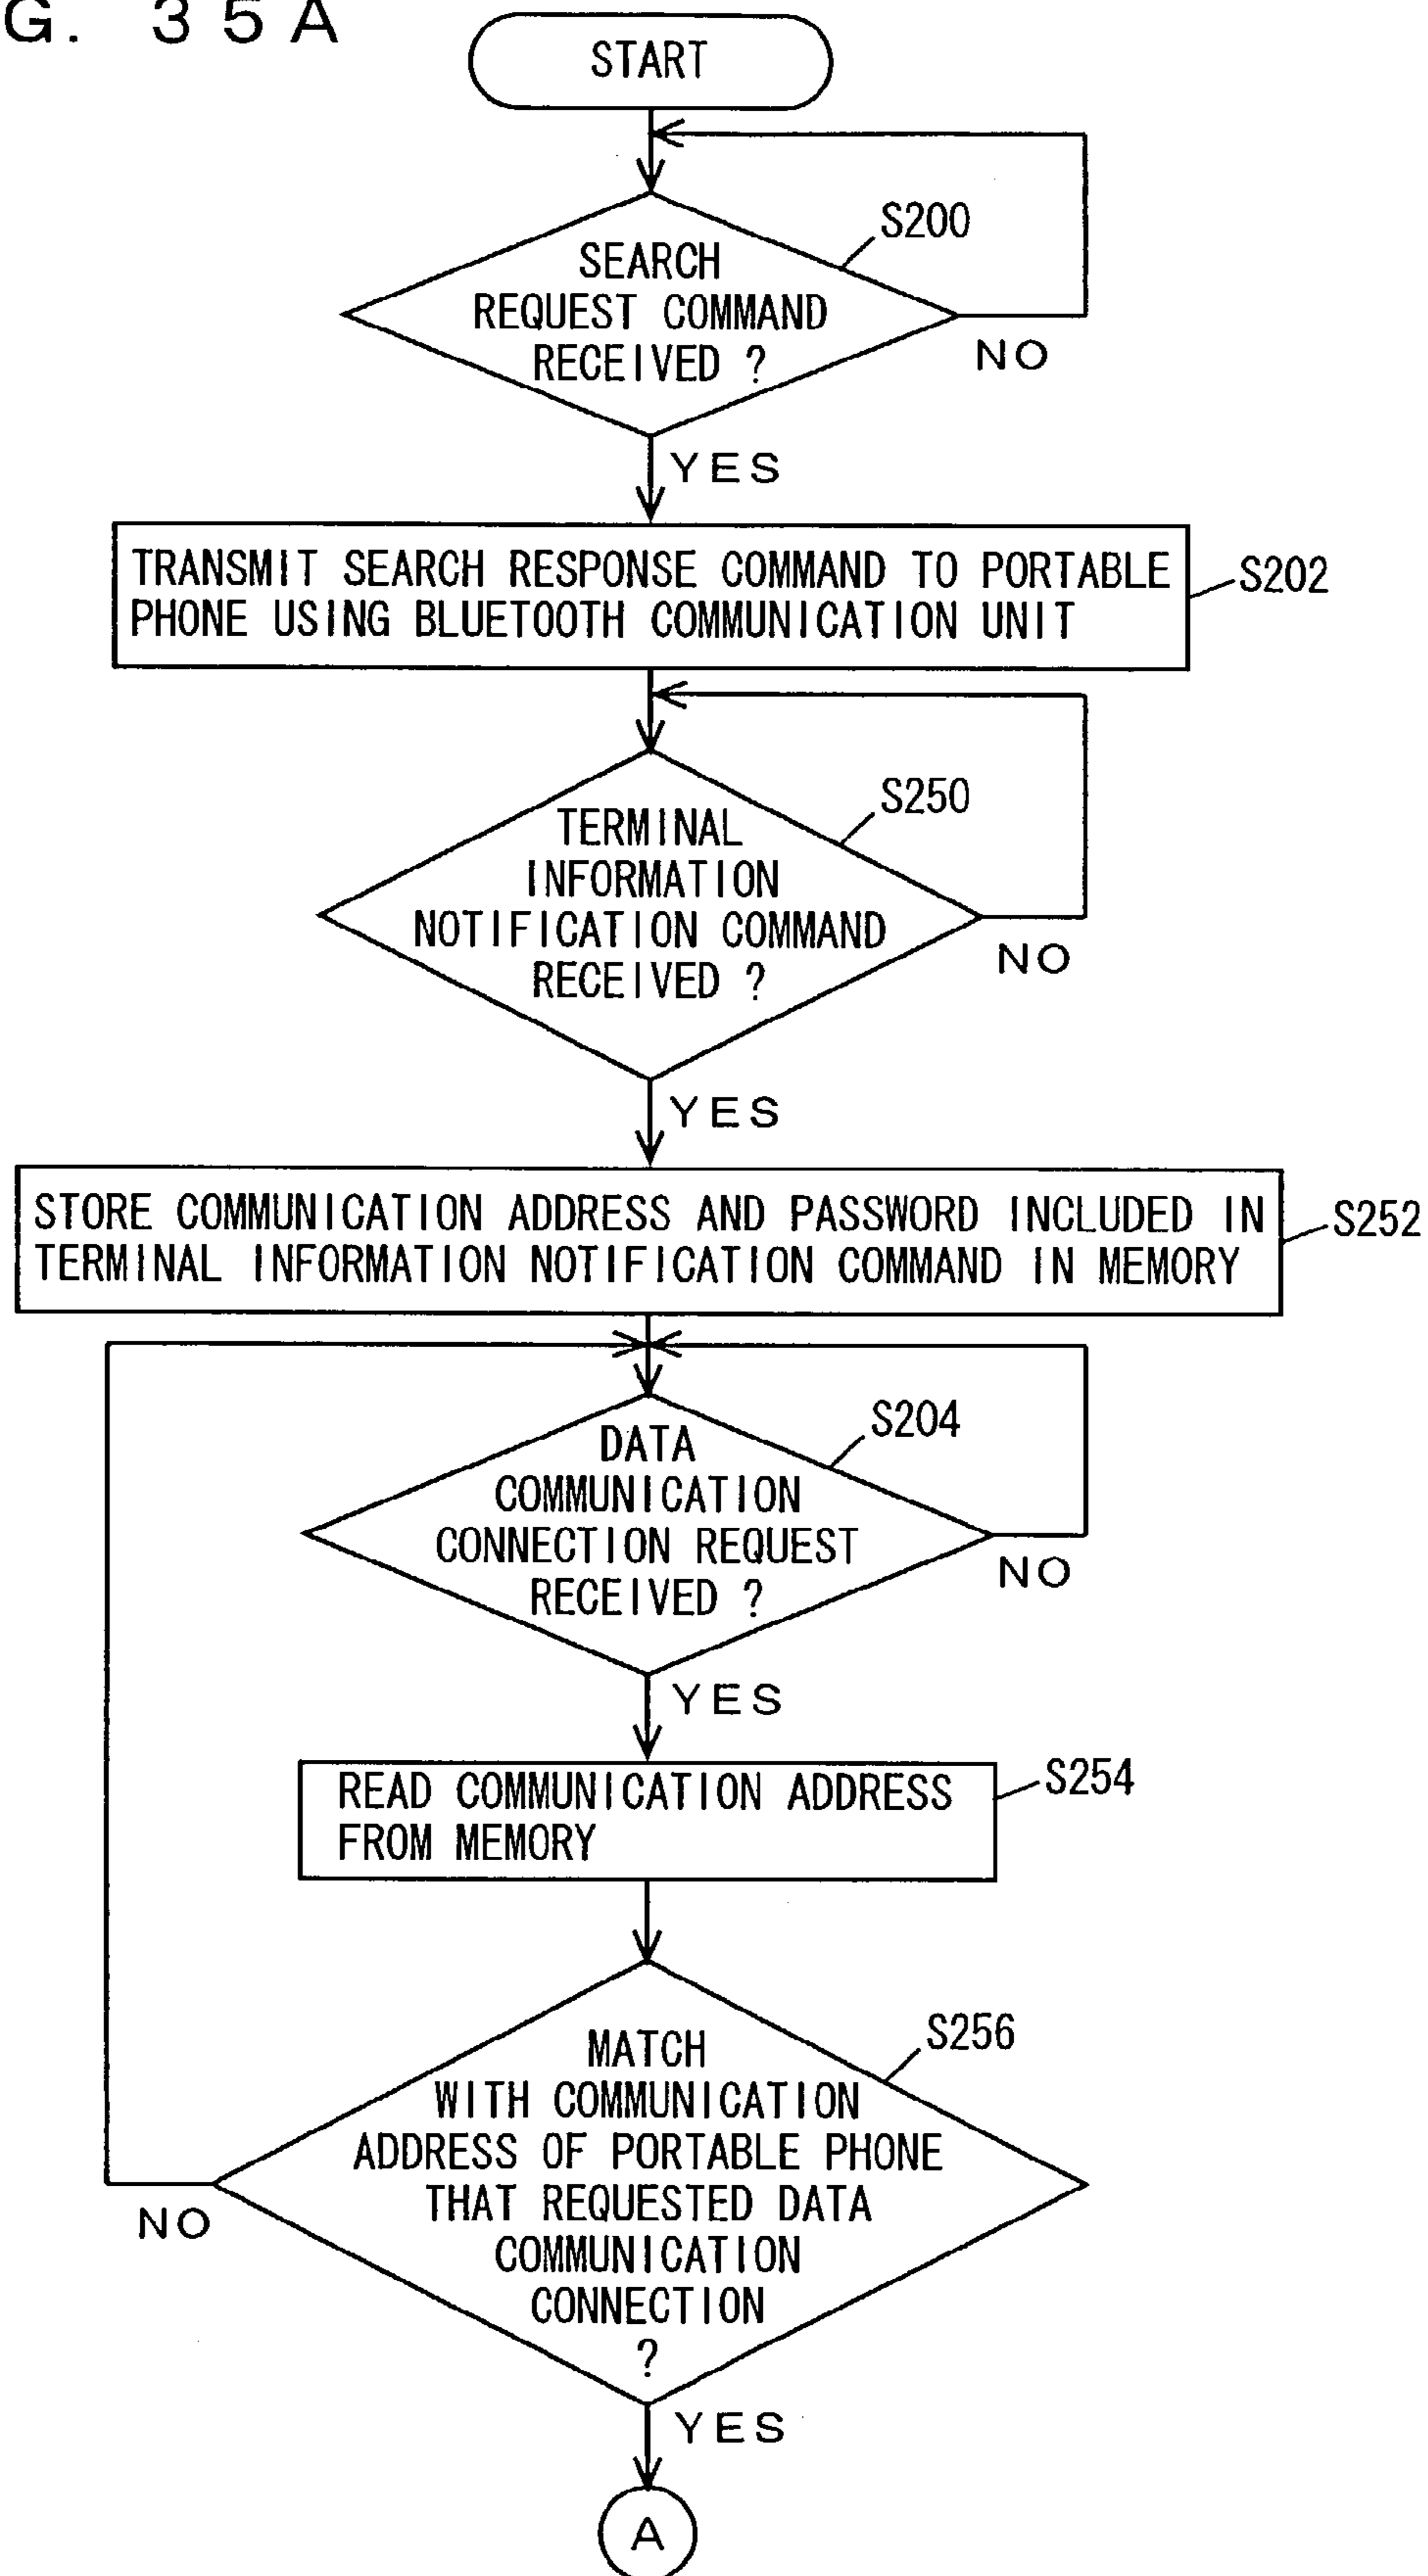 G. 35A
START
S200
SEARCH
REQUEST COMMAND
RECEIVED ?
NO
YES
TRANSMIT SEARCH RESPONSE COMMAND TO PORTABLE
PHONE USING BLUETOOTH COMMUNICATION UNIT
S202
S250
TERMINAL
INFORMATION
NOTIFICATION COMMAND
RECEIVED ?
NO
YES
STORE COMMUNICATION ADDRESS AND PASSWORD INCLUDED IN
TERMINAL INFORMATION NOTIFICATION COMMAND IN MEMORY
S252
S204
DATA
COMMUNICATION
CONNECTION REQUEST
RECEIVED ?
NO
YES
READ COMMUNICATION ADDRESS
FROM MEMORY
S254
S256
MATCH
WITH COMMUNICATION
ADDRESS OF PORTABLE PHONE
THAT REQUESTED DATA
COMMUNICATION
CONNECTION
?
NO
YES
A